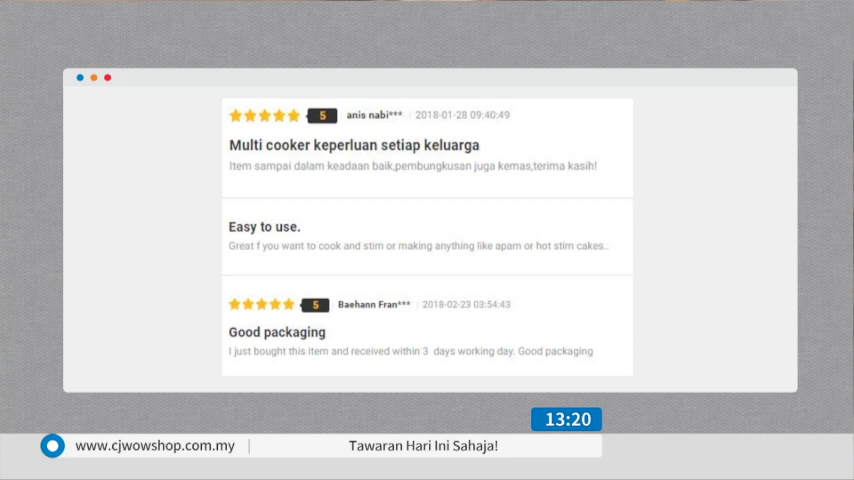 5 anis nabi*** 2018-01-28 09:40:49
Multi cooker keperluan setiap keluarga
Item sampai dalam keadaan baik,pembungkusan juga kemas,terima kasih!
Easy to use.
Great f you want to cook and stim or making anything like apam or hot stim cakes..
5 Baehann Fran*** 2018-02-23 03:54:43
Good packaging
I just bought this item and received within 3 days working day. Good packaging
13:20
www.cjwowshop.com.my
Tawaran Hari Ini Sahaja!